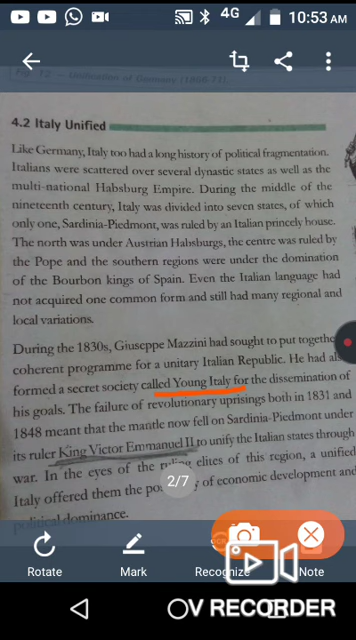 4G 10:53 AM
Fig. 12 — Unification of Germany (1866-71)
4.2 Italy Unified
Like Germany, Italy too had a long history of political fragmentation.
Italians were scattered over several dynastic states as well as the
multi-national Habsburg Empire. During the middle of the
nineteenth century, Italy was divided into seven states, of which
only one, Sardinia-Piedmont, was ruled by an Italian princely house.
The north was under Austrian Habsburgs, the centre was ruled by
the Pope and the southern regions were under the domination
of the Bourbon kings of Spain. Even the Italian language had
not acquired one common form and still had many regional and
local variations.
During the 1830s, Giuseppe Mazzini had sought to put together
coherent programme for a unitary Italian Republic. He had als
formed a secret society called Young Italy for the dissemination of
his goals. The failure of revolutionary uprisings both in 1831 and
1848 meant that the mantle now fell on Sardinia-Piedmont under
its ruler King Victor Emmanuel II to unify the Italian states through
war. In the eyes of the ruling elites of this region, a unified
Italy offered them the pos y of economic development and
political dominance.
2/7
Rotate Mark Recogniz Note
V RECORDER